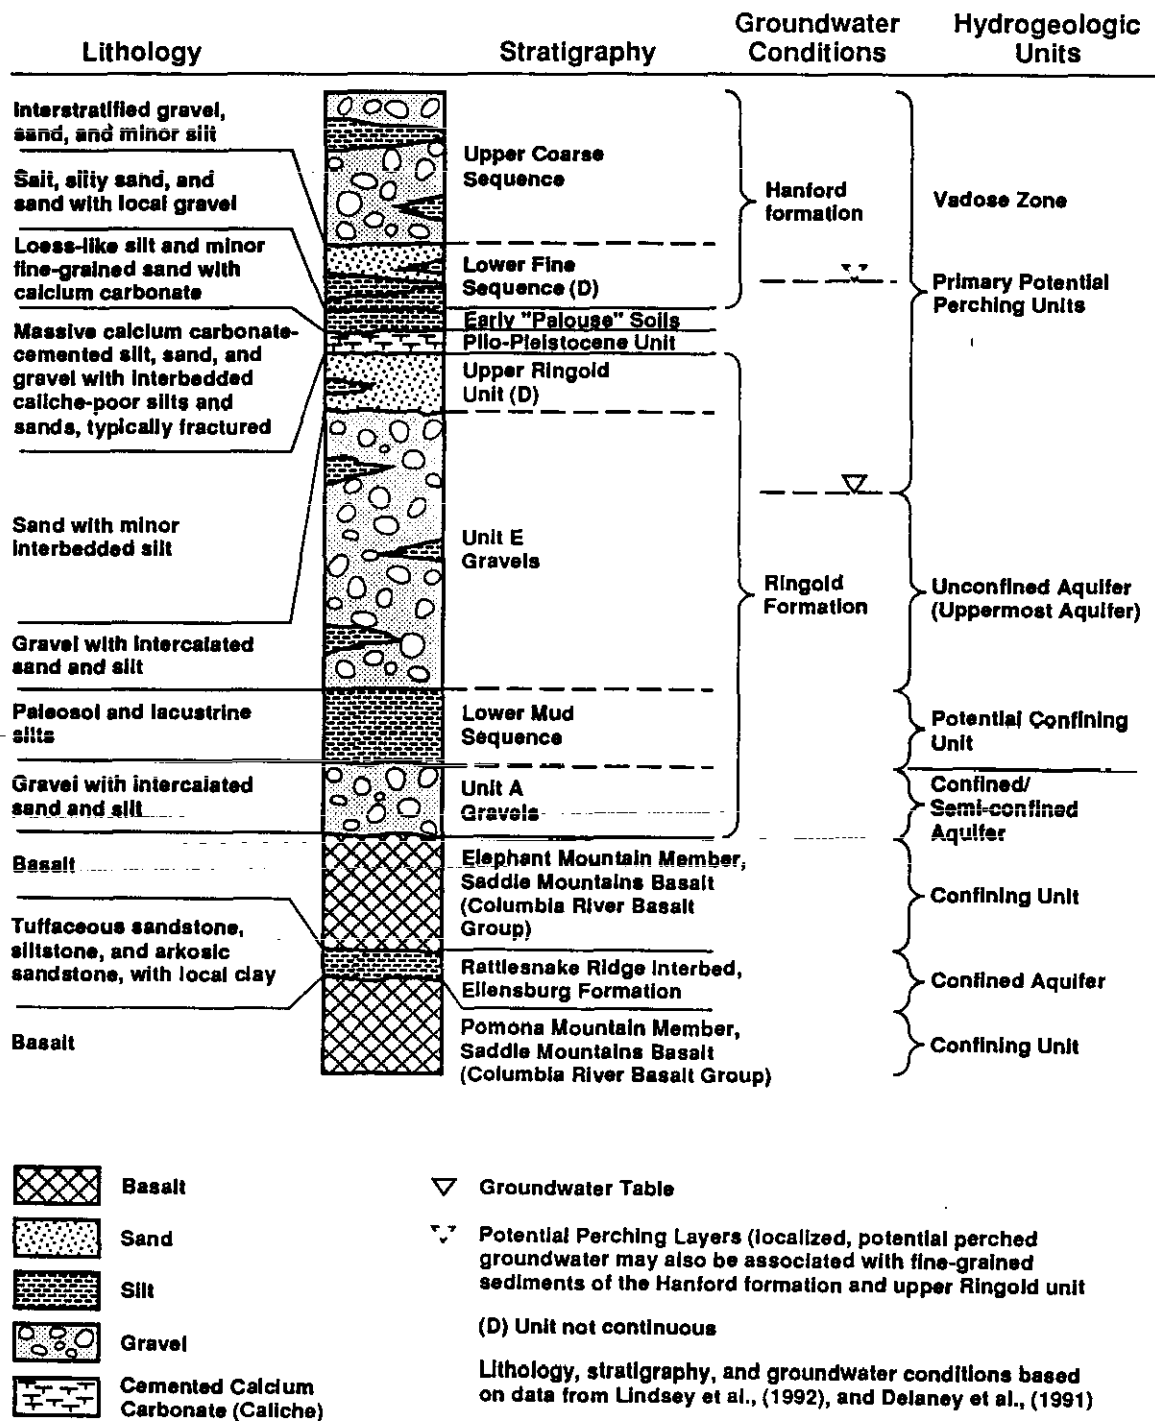 Lithology
Stratigraphy
Groundwater
Conditions
Hydrogeologic
Units
Interstratified gravel,
sand, and minor silt
Salt, silty sand, and
sand with local gravel
Loess-like silt and minor
fine-grained sand with
calcium carbonate
Massive calcium carbonate-
cemented silt, sand, and
gravel with interbedded
caliche-poor silts and
sands, typically fractured
Sand with minor
interbedded silt
Gravel with intercalated
sand and silt
Paleosol and lacustrine
silts
Gravel with intercalated
sand and silt
Basalt
Tuffaceous sandstone,
siltstone, and arkosic
sandstone, with local clay
Basalt
Upper Coarse
Sequence
Lower Fine
Sequence (D)
Early "Palouse" Soils
Plio-Pleistocene Unit
Upper Ringold
Unit (D)
Unit E
Gravels
Lower Mud
Sequence
Unit A
Gravels
Elephant Mountain Member,
Saddle Mountains Basalt
(Columbia River Basalt
Group)
Rattlesnake Ridge Interbed,
Ellensburg Formation
Pomona Mountain Member,
Saddle Mountains Basalt
(Columbia River Basalt Group)
Hanford
formation
Ringold
Formation
Vadose Zone
Primary Potential
Perching Units
Unconfined Aquifer
(Uppermost Aquifer)
Potential Confining
Unit
Confined/
Semi-confined
Aquifer
Confining Unit
Confined Aquifer
Confining Unit
Basalt
Sand
Silt
Gravel
Cemented Calcium
Carbonate (Caliche)
Groundwater Table
Potential Perching Layers (localized, potential perched
groundwater may also be associated with fine-grained
sediments of the Hanford formation and upper Ringold unit
(D) Unit not continuous
Lithology, stratigraphy, and groundwater conditions based
on data from Lindsey et al., (1992), and Delaney et al., (1991)